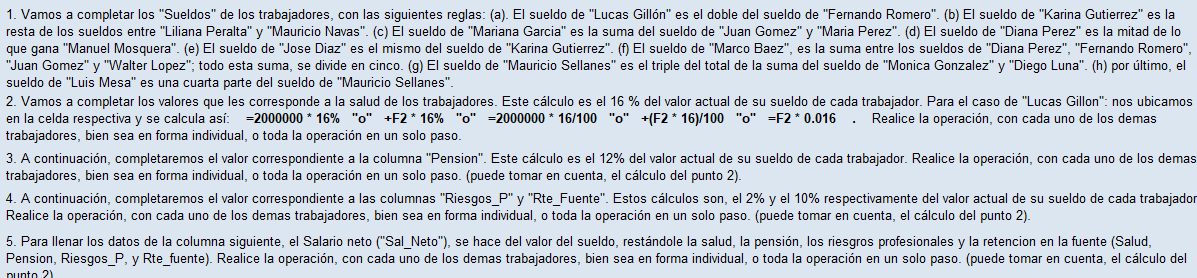 1. Vamos a completar los "Sueldos" de los trabajadores, con las siguientes reglas: (a). El sueldo de "Lucas Gillón" es el doble del sueldo de "Fernando Romero". (b) El sueldo de "Karina Gutierrez" es la
resta de los sueldos entre "Liliana Peralta" y "Mauricio Navas". (c) El sueldo de "Mariana Garcia" es la suma del sueldo de "Juan Gomez" y "Maria Perez". (d) El sueldo de "Diana Perez" es la mitad de lo
que gana "Manuel Mosquera". (e) El sueldo de "Jose Diaz" es el mismo del sueldo de "Karina Gutierrez". (f) El sueldo de "Marco Baez", es la suma entre los sueldos de "Diana Perez", "Fernando Romero",
"Juan Gomez" y "Walter Lopez"; todo esta suma, se divide en cinco. (g) El sueldo de "Mauricio Sellanes" es el triple del total de la suma del sueldo de "Monica Gonzalez" y "Diego Luna". (h) por último, el
sueldo de "Luis Mesa" es una cuarta parte del sueldo de "Mauricio Sellanes".
2. Vamos a completar los valores que les corresponde a la salud de los trabajadores. Este cálculo es el 16 % del valor actual de su sueldo de cada trabajador. Para el caso de "Lucas Gillon": nos ubicamos
en la celda respectiva y se calcula así: =2000000 * 16% "o" +F2 * 16% "o" =2000000 * 16/100 "o" +(F2 * 16)/100 "o" =F2 * 0.016 . Realice la operación, con cada uno de los demas
trabajadores, bien sea en forma individual, o toda la operación en un solo paso.
3. A continuación, completaremos el valor correspondiente a la columna "Pension". Este cálculo es el 12% del valor actual de su sueldo de cada trabajador. Realice la operación, con cada uno de los demas
trabajadores, bien sea en forma individual, o toda la operación en un solo paso. (puede tomar en cuenta, el cálculo del punto 2).
4. A continuación, completaremos el valor correspondiente a las columnas "Riesgos_P" y "Rte_Fuente". Estos cálculos son, el 2% y el 10% respectivamente del valor actual de su sueldo de cada trabajador
Realice la operación, con cada uno de los demas trabajadores, bien sea en forma individual, o toda la operación en un solo paso. (puede tomar en cuenta, el cálculo del punto 2).
5. Para llenar los datos de la columna siguiente, el Salario neto ("Sal_Neto"), se hace del valor del sueldo, restándole la salud, la pensión, los riesgros profesionales y la retencion en la fuente (Salud,
Pension, Riesgos_P, y Rte_fuente). Realice la operación, con cada uno de los demas trabajadores, bien sea en forma individual, o toda la operación en un solo paso. (puede tomar en cuenta, el cálculo del
punto 2)